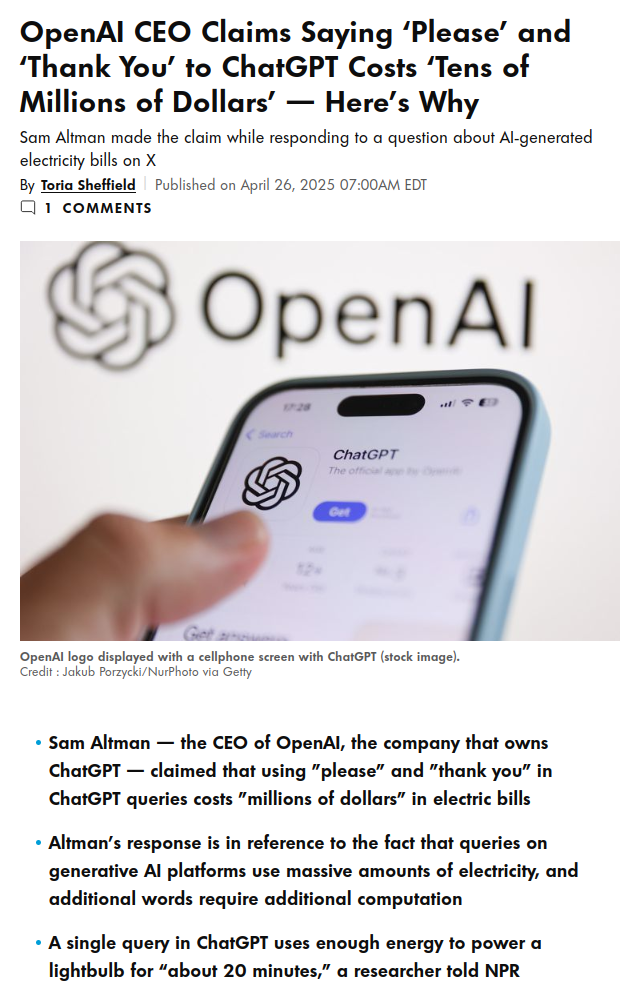 OpenAI CEO Claims Saying ‘Please’ and
‘Thank You’ to ChatGPT Costs ‘Tens of
Millions of Dollars’ — Here’s Why
Sam Altman made the claim while responding to a question about AI-generated
electricity bills on X
By Toria Sheffield | Published on April 26, 2025 07:00AM EDT
1 COMMENTS
OpenAI
17:28
Search
ChatGPT
The official app by OpenAI
Get
12+
Get answers
OpenAI logo displayed with a cellphone screen with ChatGPT (stock image).
Credit : Jakub Porzycki/NurPhoto via Getty
• Sam Altman — the CEO of OpenAI, the company that owns
ChatGPT — claimed that using ”please” and ”thank you” in
ChatGPT queries costs ”millions of dollars” in electric bills
• Altman’s response is in reference to the fact that queries on
generative AI platforms use massive amounts of electricity, and
additional words require additional computation
• A single query in ChatGPT uses enough energy to power a
lightbulb for “about 20 minutes,” a researcher told NPR